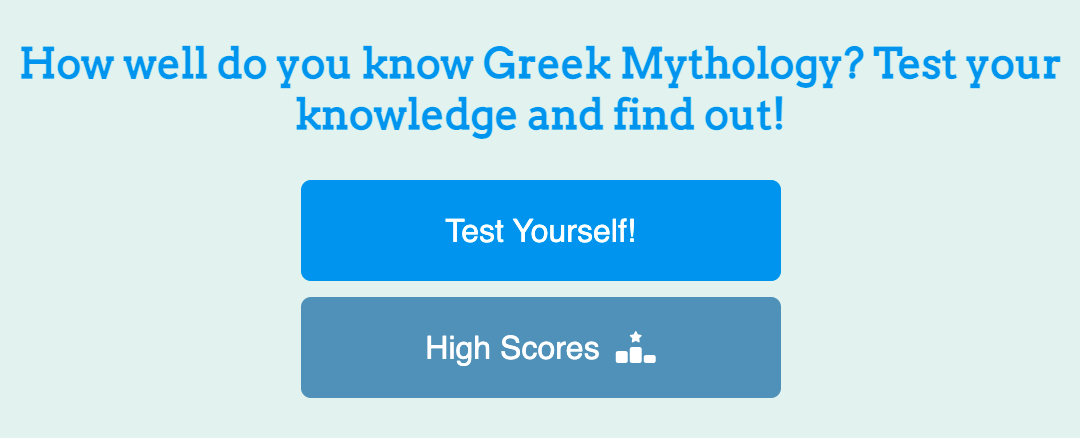 How well do you know Greek Mythology? Test your
knowledge and find out!
Test Yourself!
High Scores